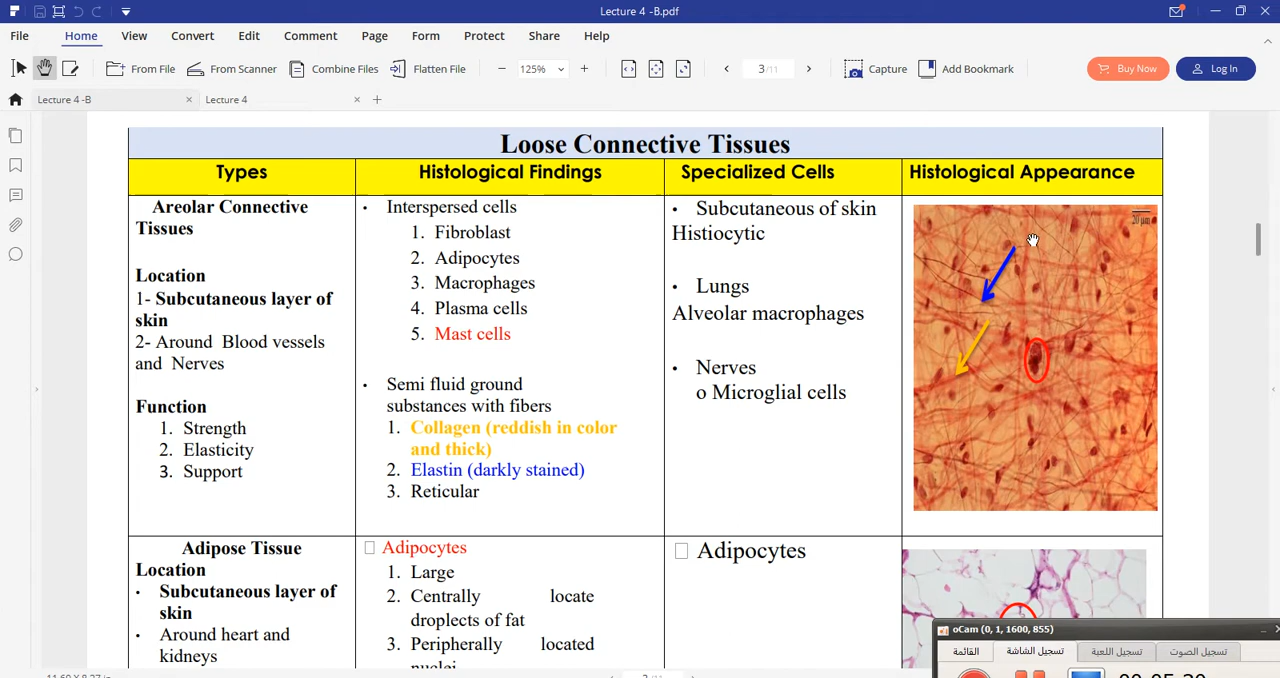 Lecture 4 -B.pdf
File Home View Convert Edit Comment Page Form Protect Share Help
From File From Scanner Combine Files Flatten File 125% 3/11 Capture Add Bookmark Buy Now Log In
Lecture 4 -B Lecture 4
Loose Connective Tissues
Types Histological Findings Specialized Cells Histological Appearance
Areolar Connective
Tissues
Location
1- Subcutaneous layer of
skin
2- Around Blood vessels
and Nerves
Function
1. Strength
2. Elasticity
3. Support
• Interspersed cells
1. Fibroblast
2. Adipocytes
3. Macrophages
4. Plasma cells
5. Mast cells
• Semi fluid ground
substances with fibers
1. Collagen (reddish in color
and thick)
2. Elastin (darkly stained)
3. Reticular
• Subcutaneous of skin
Histiocytic
• Lungs
Alveolar macrophages
• Nerves
o Microglial cells
20 µm
Adipose Tissue
Location
• Subcutaneous layer of
skin
• Around heart and
kidneys
Adipocytes
1. Large
2. Centrally locate
droplects of fat
3. Peripherally located
nuclei
Adipocytes
oCam (0, 1, 1600, 855)
القائمة تسجيل الشاشة تسجيل اللعبة تسجيل الصوت